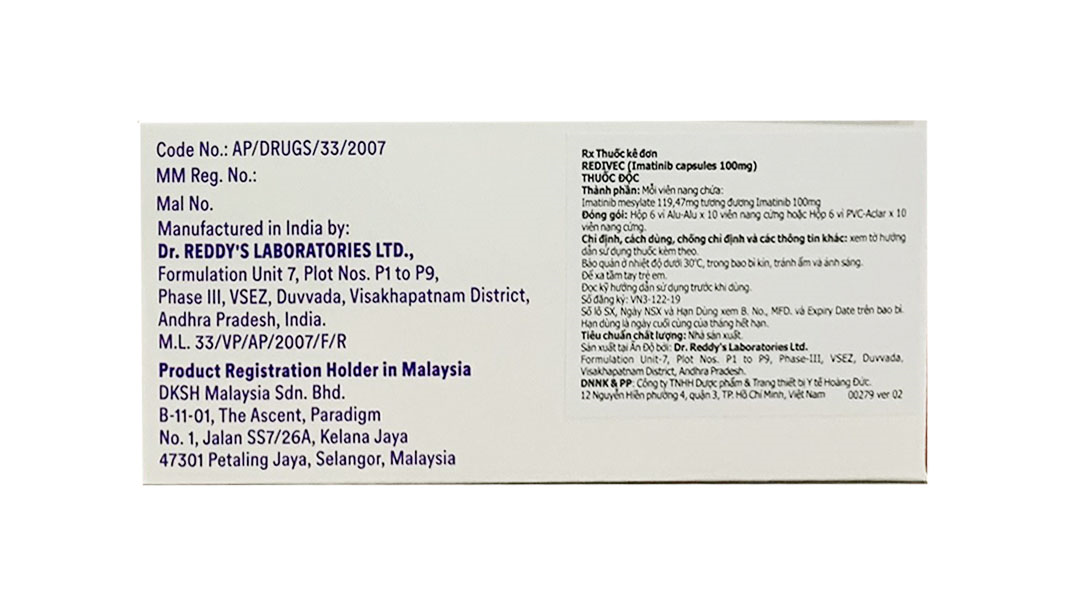 Code No.: AP/DRUGS/33/2007
MM Reg. No.:
Mal No.
Manufactured in India by:
Dr. REDDY'S LABORATORIES LTD.,
Formulation Unit 7, Plot Nos. P1 to P9,
Phase III, VSEZ, Duvvada, Visakhapatnam District,
Andhra Pradesh, India.
M.L. 33/VP/AP/2007/F/R
Product Registration Holder in Malaysia
DKSH Malaysia Sdn. Bhd.
B-11-01, The Ascent, Paradigm
No. 1, Jalan SS7/26A, Kelana Jaya
47301 Petaling Jaya, Selangor, Malaysia
Rx Thuốc kê đơn
REDIVEC (Imatinib capsules 100mg)
THUỐC ĐỘC
Thành phần: Mỗi viên nang chứa:
Imatinib mesylate 119,47mg tương đương Imatinib 100mg
Đóng gói: Hộp 6 vỉ Alu-Alu x 10 viên nang cứng hoặc Hộp 6 vỉ PVC-Aclar x 10
viên nang cứng.
Chỉ định, cách dùng, chống chỉ định và các thông tin khác: xem tờ hướng
dẫn sử dụng thuốc kèm theo.
Bảo quản ở nhiệt độ dưới 30°C, trong bao bì kín, tránh ẩm và ánh sáng.
Để xa tầm tay trẻ em.
Đọc kỹ hướng dẫn sử dụng trước khi dùng.
Số đăng ký: VN3-122-19
Số lô SX, Ngày NSX và Hạn Dùng xem B. No., MFD. và Expiry Date trên bao bì.
Hạn dùng là ngày cuối cùng của tháng hết hạn.
Tiêu chuẩn chất lượng: Nhà sản xuất.
Sản xuất tại Ấn Độ bởi: Dr. Reddy's Laboratories Ltd.
Formulation Unit-7, Plot Nos. P1 to P9, Phase-III, VSEZ, Duvvada,
Visakhapatnam District, Andhra Pradesh.
DNNK & PP: Công ty TNHH Dược phẩm & Trang thiết bị Y tế Hoàng Đức.
12 Nguyễn Hiền phường 4, quận 3, TP. Hồ Chí Minh, Việt Nam 00279 ver 02